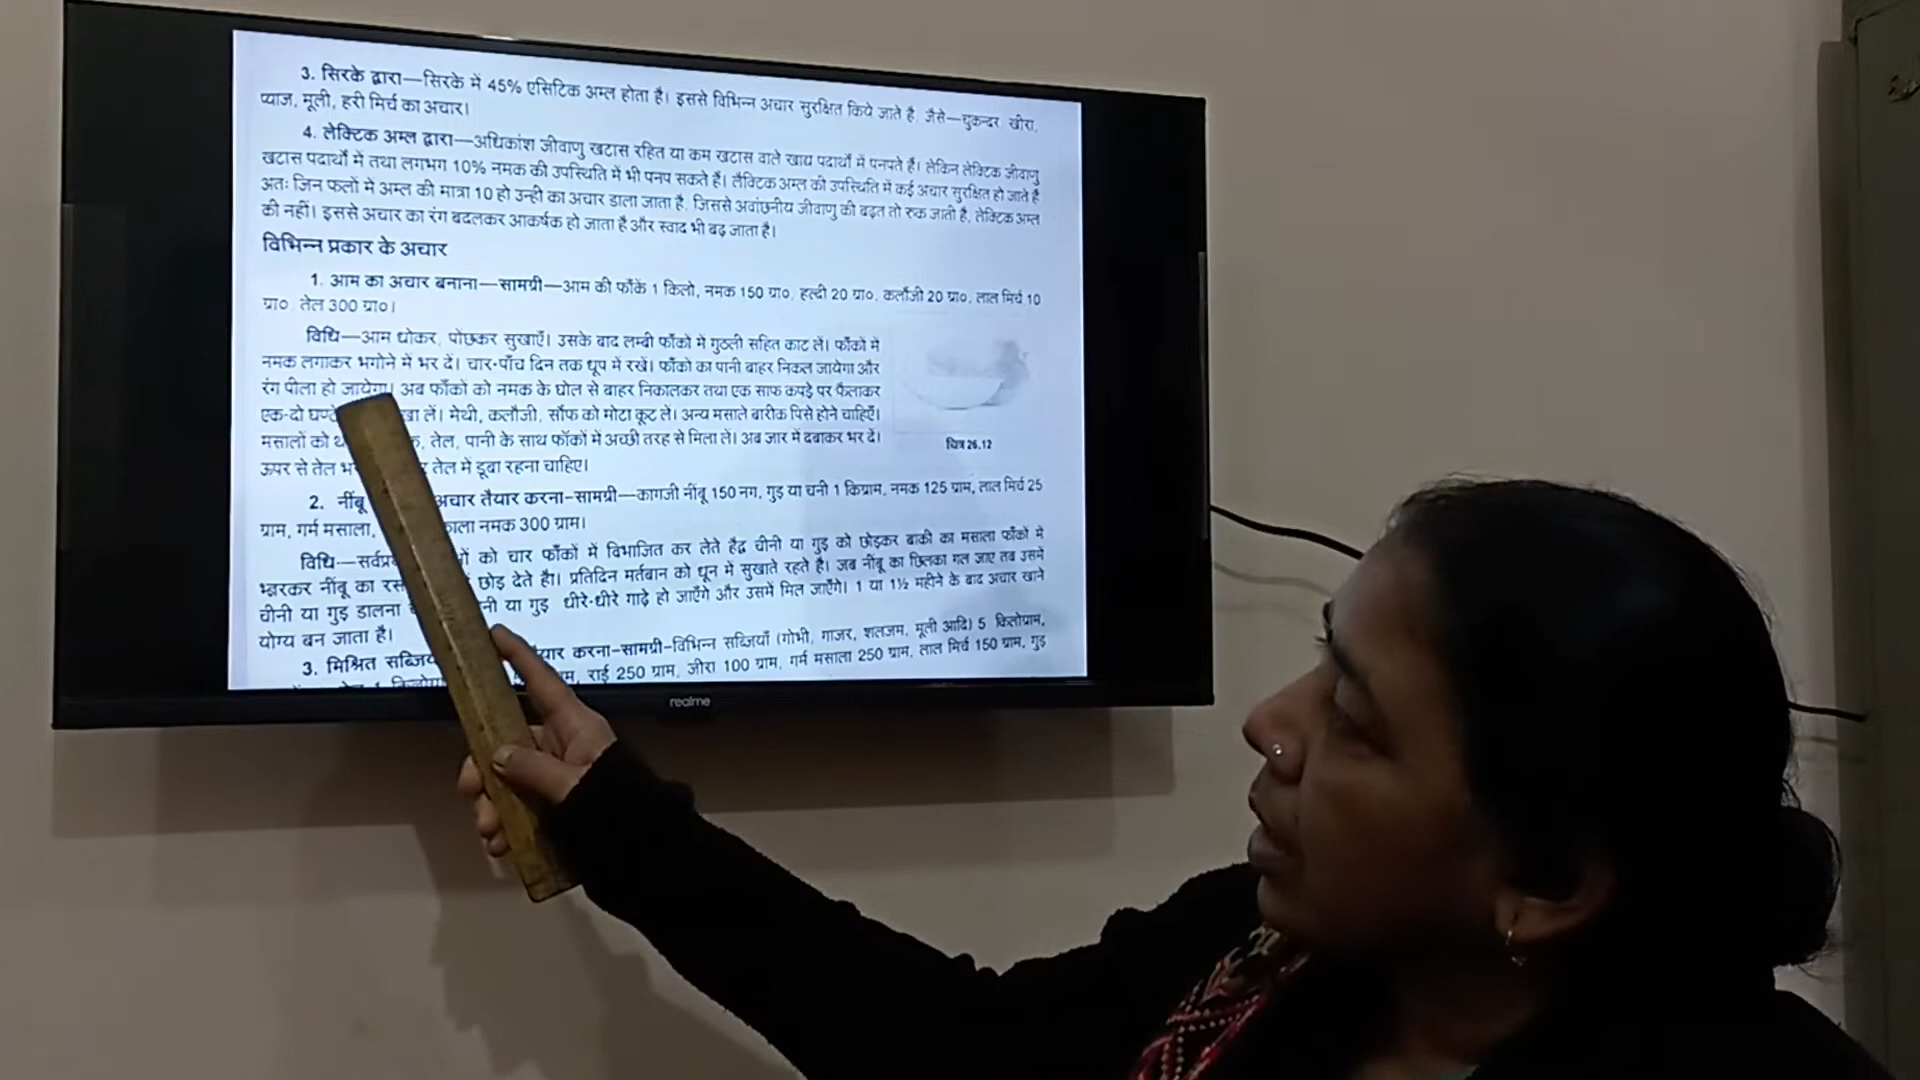 3. सिरके द्वारा—सिरके में 45% एसिटिक अम्ल होता है। इससे विभिन्न अचार सुरक्षित किये जाते है, जैसे—चुकन्दर खीरा,
प्याज, मूली, हरी मिर्च का अचार।
4. लेक्टिक अम्ल द्वारा—अधिकांश जीवाणु खटास रहित या कम खटास वाले खाद्य पदार्थों में पनपते हैं। लेकिन लेक्टिक जीवाणु
खटास पदार्थों में तथा लगभग 10% नमक की उपस्थिति में भी पनप सकते हैं। लैक्टिक अम्ल की उपस्थिति में कई अचार सुरक्षित हो जाते है
अतः जिन फलों में अम्ल की मात्रा 10 हो उन्ही का अचार डाला जाता है, जिससे अवांछनीय जीवाणु की बढ़त तो रुक जाती है, लेक्टिक अम्ल
की नहीं। इससे अचार का रंग बदलकर आकर्षक हो जाता है और स्वाद भी बढ़ जाता है।
विभिन्न प्रकार के अचार
1. आम का अचार बनाना—सामग्री—आम की फाँकें 1 किलो, नमक 150 ग्रा०, हल्दी 20 ग्रा०, कलौंजी 20 ग्रा०, लाल मिर्च 10
ग्रा० तेल 300 ग्रा०।
विधि—आम धोकर, पोंछकर सुखाएँ। उसके बाद लम्बी फाँको में गुठली सहित काट लें। फाँको में
नमक लगाकर भगोने में भर दें। चार-पाँच दिन तक धूप में रखें। फाँको का पानी बाहर निकल जायेगा और
रंग पीला हो जायेगा। अब फाँकों को नमक के घोल से बाहर निकालकर तथा एक साफ कपड़े पर फैलाकर
एक-दो घण्टे लें। मेथी, कलौजी, सौंफ को मोटा कूट लें। अन्य मसाले बारीक पिसे होने चाहिएँ।
मसालों को तेल, पानी के साथ फाँकों में अच्छी तरह से मिला लें। अब जार में दबाकर भर दें।
ऊपर से तेल तेल में डूबा रहना चाहिए।
चित्र 26.12
2. नींबू अचार तैयार करना-सामग्री—कागजी नींबू 150 नग, गुड़ या चनी 1 किग्राम, नमक 125 ग्राम, लाल मिर्च 25
ग्राम, गर्म मसाला, काला नमक 300 ग्राम।
विधि—को चार फाँकों में विभाजित कर लेते हैद्व चीनी या गुड़ को छोड़कर बाकी का मसाला फाँकों में
भ्ररकर नींबू का रस छोड़ देते है। प्रतिदिन मर्तबान को धून में सुखाते रहते है। जब नींबू का छिलका गल जाए तब उसमें
चीनी या गुड़ डालना या गुड़ धीरे-धीरे गाढ़े हो जाएँगे और उसमें मिल जाएँगे। 1 या 1½ महीने के बाद अचार खाने
योग्य बन जाता है।
3. मिश्रित करना-सामग्री-विभिन्न सब्जियाँ (गोभी, गाजर, शलजम, मूली आदि) 5 किलोग्राम,
राई 250 ग्राम, जीरा 100 ग्राम, गर्म मसाला 250 ग्राम, लाल मिर्च 150 ग्राम, गुड़
realme